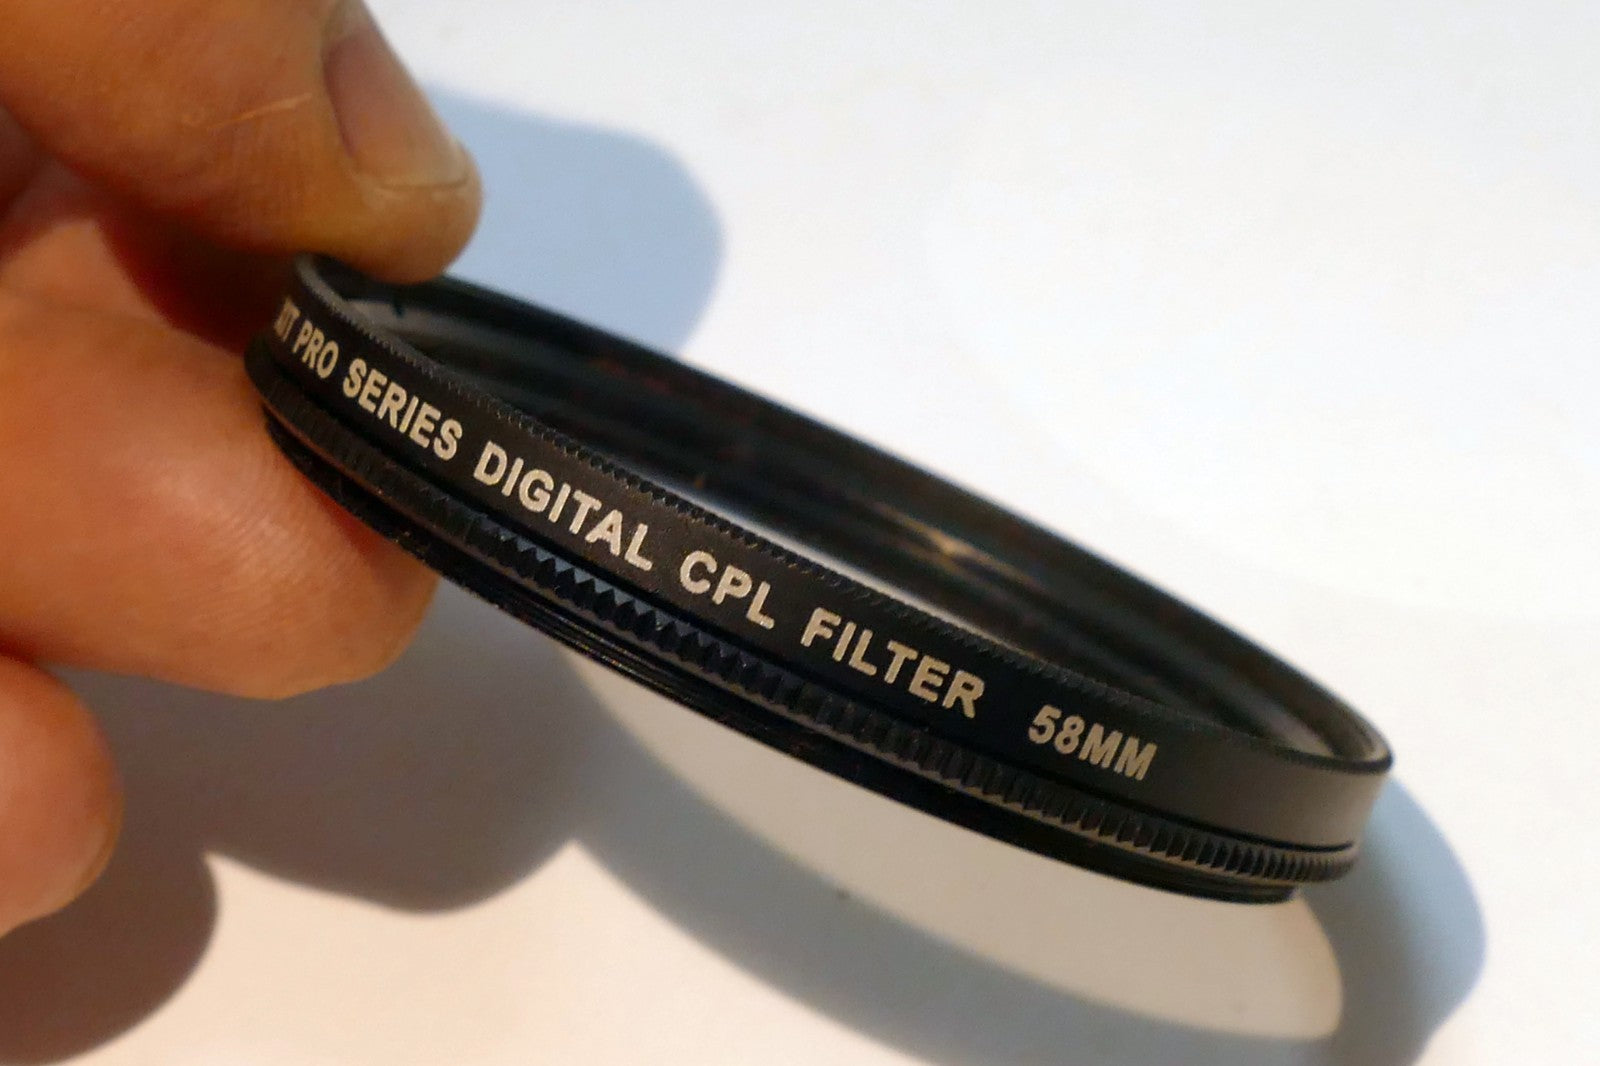 PRO SERIES DIGITAL CPL FILTER 58MM